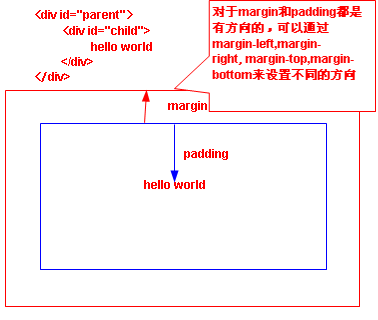 <div id="parent">
<div id="child">
hello world
</div>
</div>
对于margin和padding都是
有方向的，可以通过
margin-left,margin-
right, margin-top,margin-
bottom来设置不同的方向
margin
padding
hello world